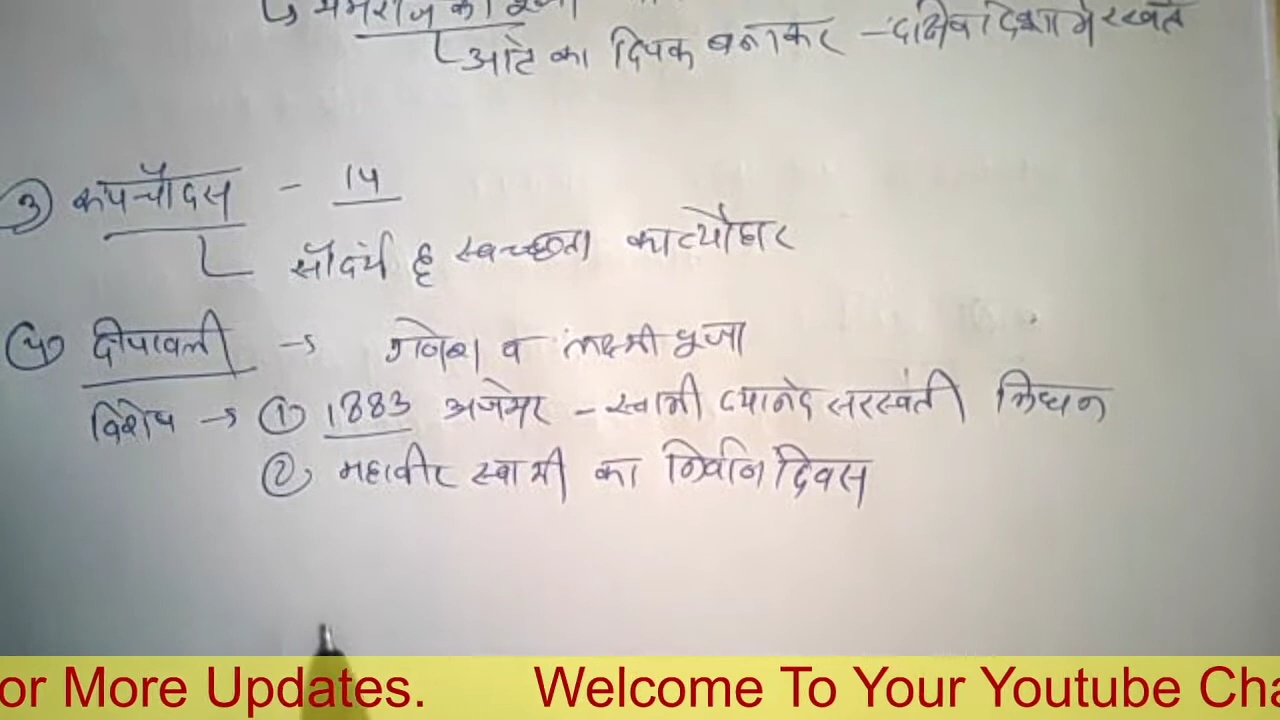 ↳ यमराज की पूजा
आटे का दिपक बनाकर - दक्षिण दिशा मे रखते
③ रूपचौदस - 14
सौंदर्य व स्वच्छता का त्यौहार
④ दीपावली → गणेश व लक्ष्मी पूजा
विशेष → ① 1883 अजमेर - स्वामी दयानंद सरस्वती निधन
② महावीर स्वामी का निर्वाण दिवस
or More Updates. Welcome To Your Youtube Cha